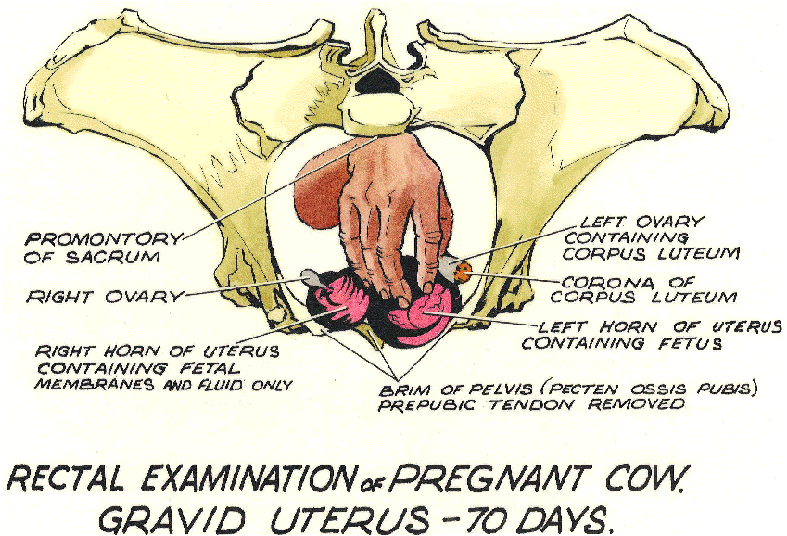 PROMONTORY
OF SACRUM
RIGHT OVARY
RIGHT HORN OF UTERUS
CONTAINING FETAL
MEMBRANES AND FLUID ONLY
LEFT OVARY
CONTAINING
CORPUS LUTEUM
CORONA OF
CORPUS LUTEUM
LEFT HORN OF UTERUS
CONTAINING FETUS
BRIM OF PELVIS (PECTEN OSSIS PUBIS)
PREPUBIC TENDON REMOVED
RECTAL EXAMINATION OF PREGNANT COW.
GRAVID UTERUS - 70 DAYS.